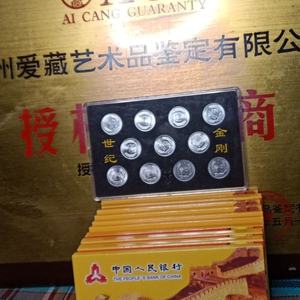 AI CANG GUARANTY
州爱藏艺术品鉴定有限公
授
商
世纪
金刚
中国人民银行
THE PEOPLE'S BANK OF CHINA